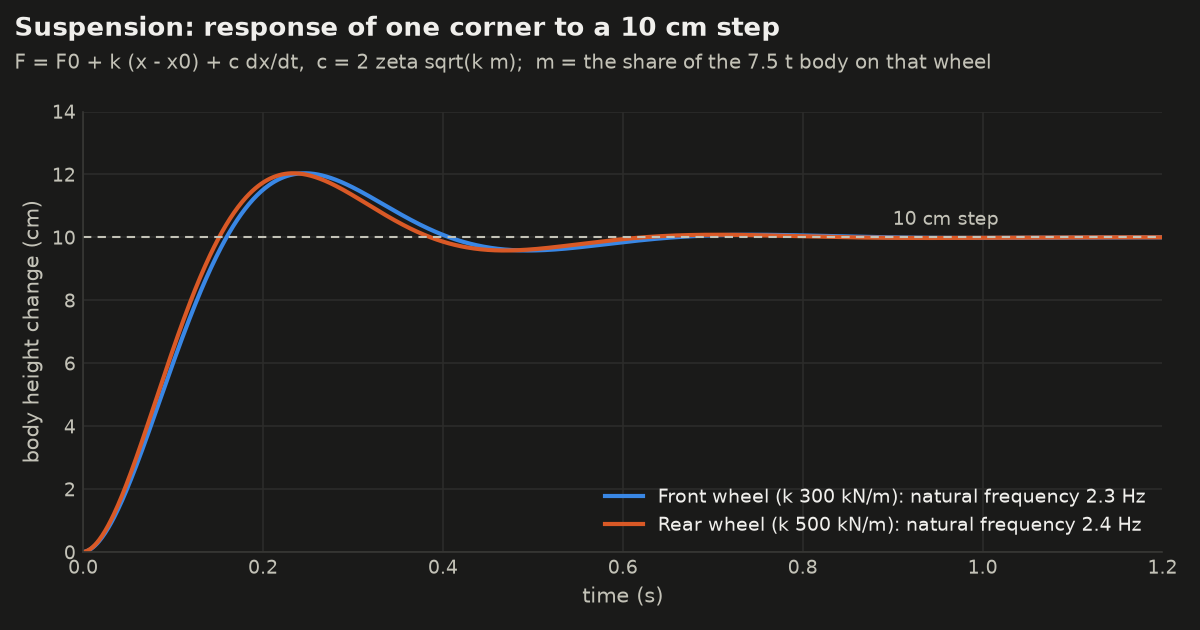 Suspension: response of one corner to a 10 cm step
F = F0 + k (x - x0) + c dx/dt,  c = 2 zeta sqrt(k m);  m = the share of the 7.5 t body on that wheel
body height change (cm)
14
12
10
8
6
4
2
0
10 cm step
Front wheel (k 300 kN/m): natural frequency 2.3 Hz
Rear wheel (k 500 kN/m): natural frequency 2.4 Hz
0.0 0.2 0.4 0.6 0.8 1.0 1.2
time (s)